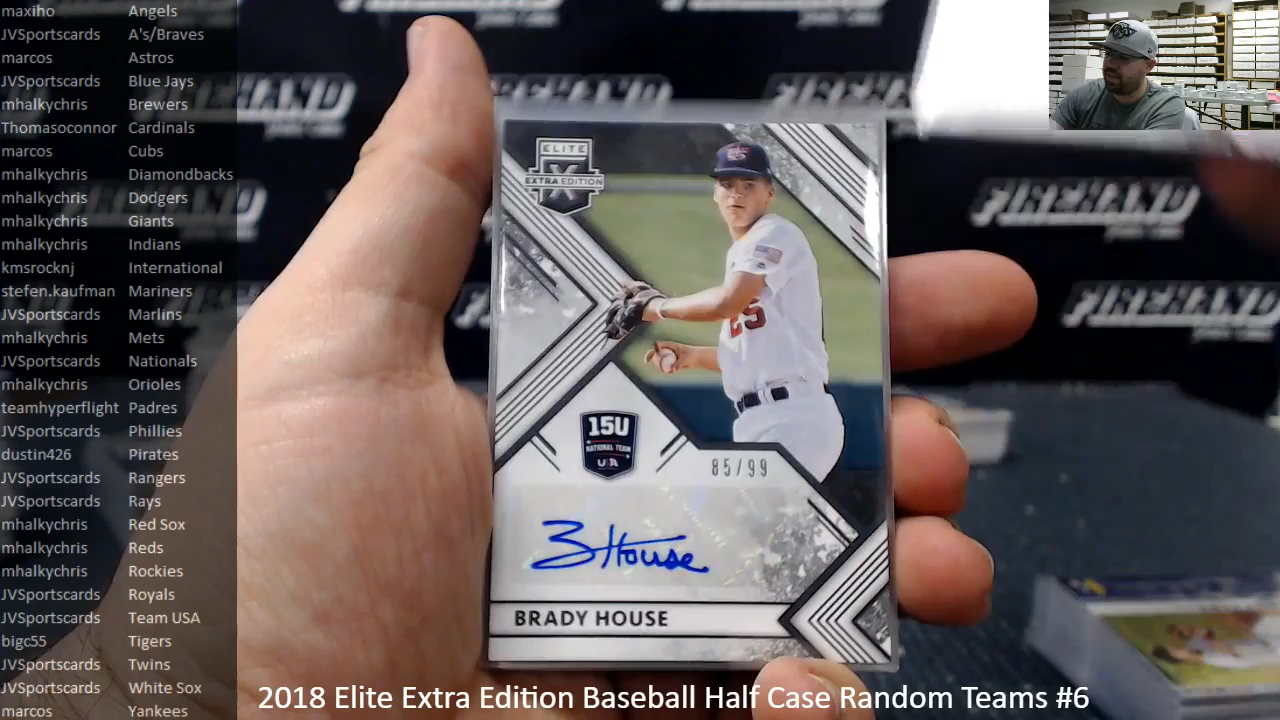 maxiho Angels
JVSportscards A's/Braves
marcos Astros
JVSportscards Blue Jays
mhalkychris Brewers
Thomasoconnor Cardinals
marcos Cubs
mhalkychris Diamondbacks
mhalkychris Dodgers
mhalkychris Giants
mhalkychris Indians
kmsrocknj International
stefen.kaufman Mariners
JVSportscards Marlins
mhalkychris Mets
JVSportscards Nationals
mhalkychris Orioles
teamhyperflight Padres
JVSportscards Phillies
dustin426 Pirates
JVSportscards Rangers
JVSportscards Rays
mhalkychris Red Sox
mhalkychris Reds
mhalkychris Rockies
JVSportscards Royals
JVSportscards Team USA
bigc55 Tigers
JVSportscards Twins
JVSportscards White Sox
marcos Yankees
ELITE
X
EXTRA EDITION
25
15U
NATIONAL TEAM
USA
85/99
B House
BRADY HOUSE
FIREHAND
FIREHAND
2018 Elite Extra Edition Baseball Half Case Random Teams #6